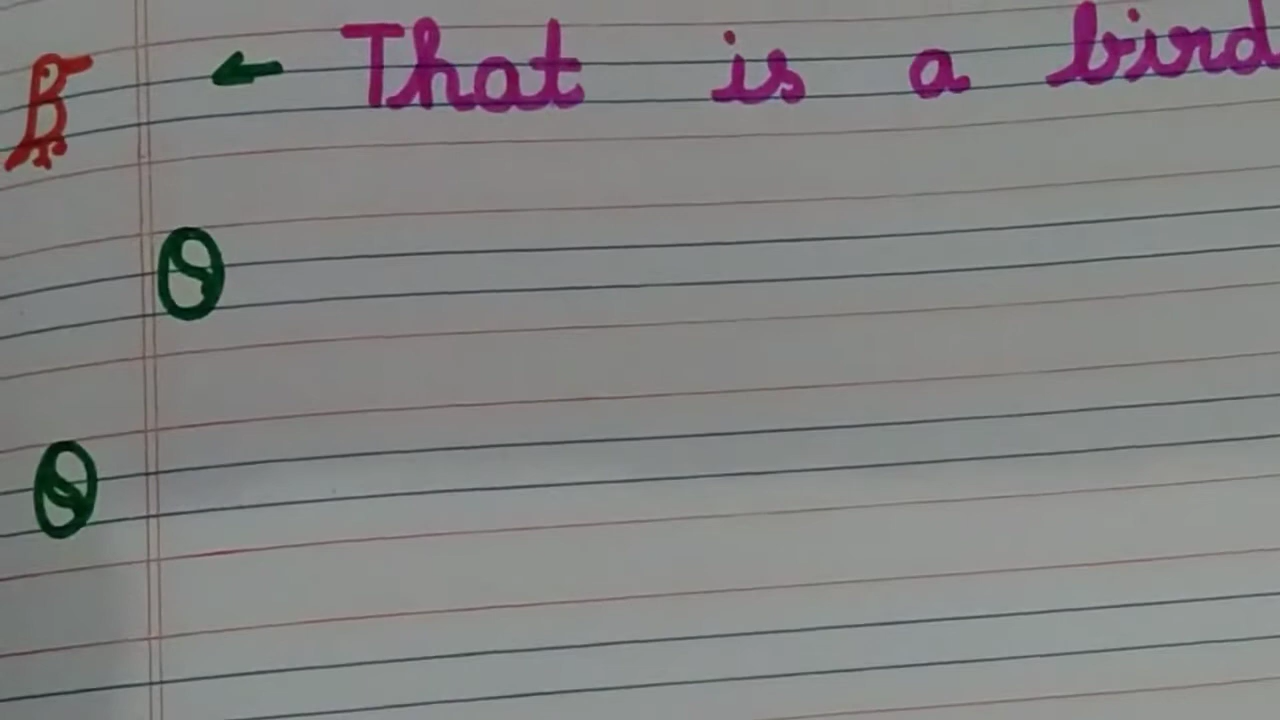 ← That is a bird